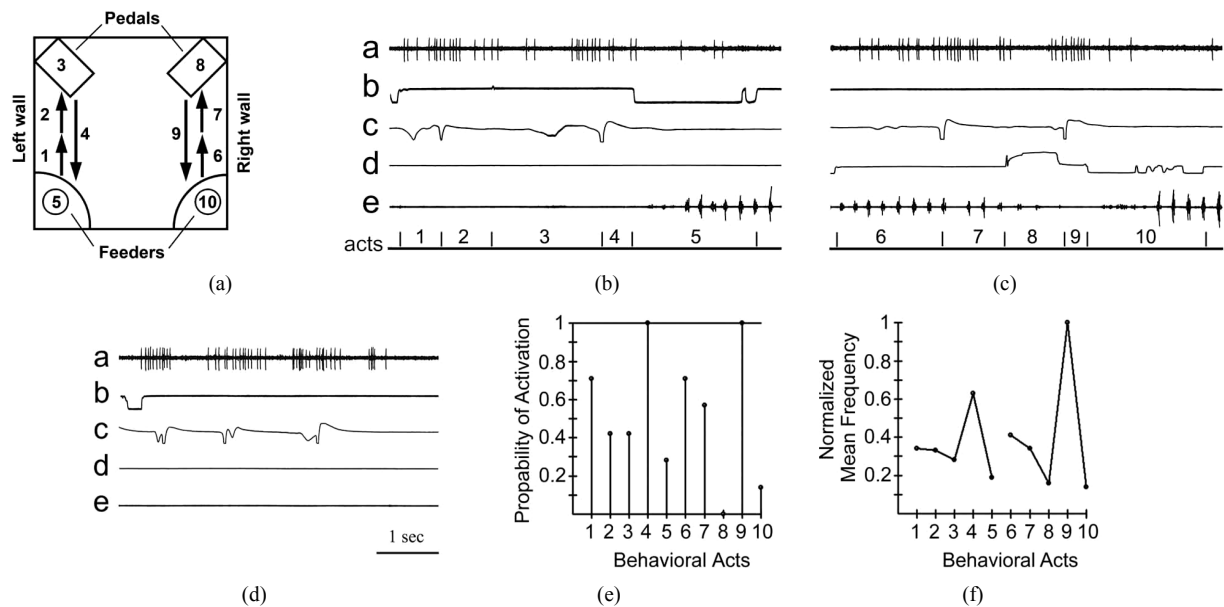 Pedals
3 8
2 4 9 7
1 6
Left wall
Right wall
5 10
Feeders
(a)
a
b
c
d
e
acts 1 2 3 4 5
(b)
a
b
c
d
e
6 7 8 9 10
(c)
a
b
c
d
e
1 sec
(d)
Propability of Activation
1
0.8
0.6
0.4
0.2
1 2 3 4 5 6 7 8 9 10
Behavioral Acts
(e)
Normalized
Mean Frequency
1
0.8
0.6
0.4
0.2
1 2 3 4 5 6 7 8 9 10
Behavioral Acts
(f)